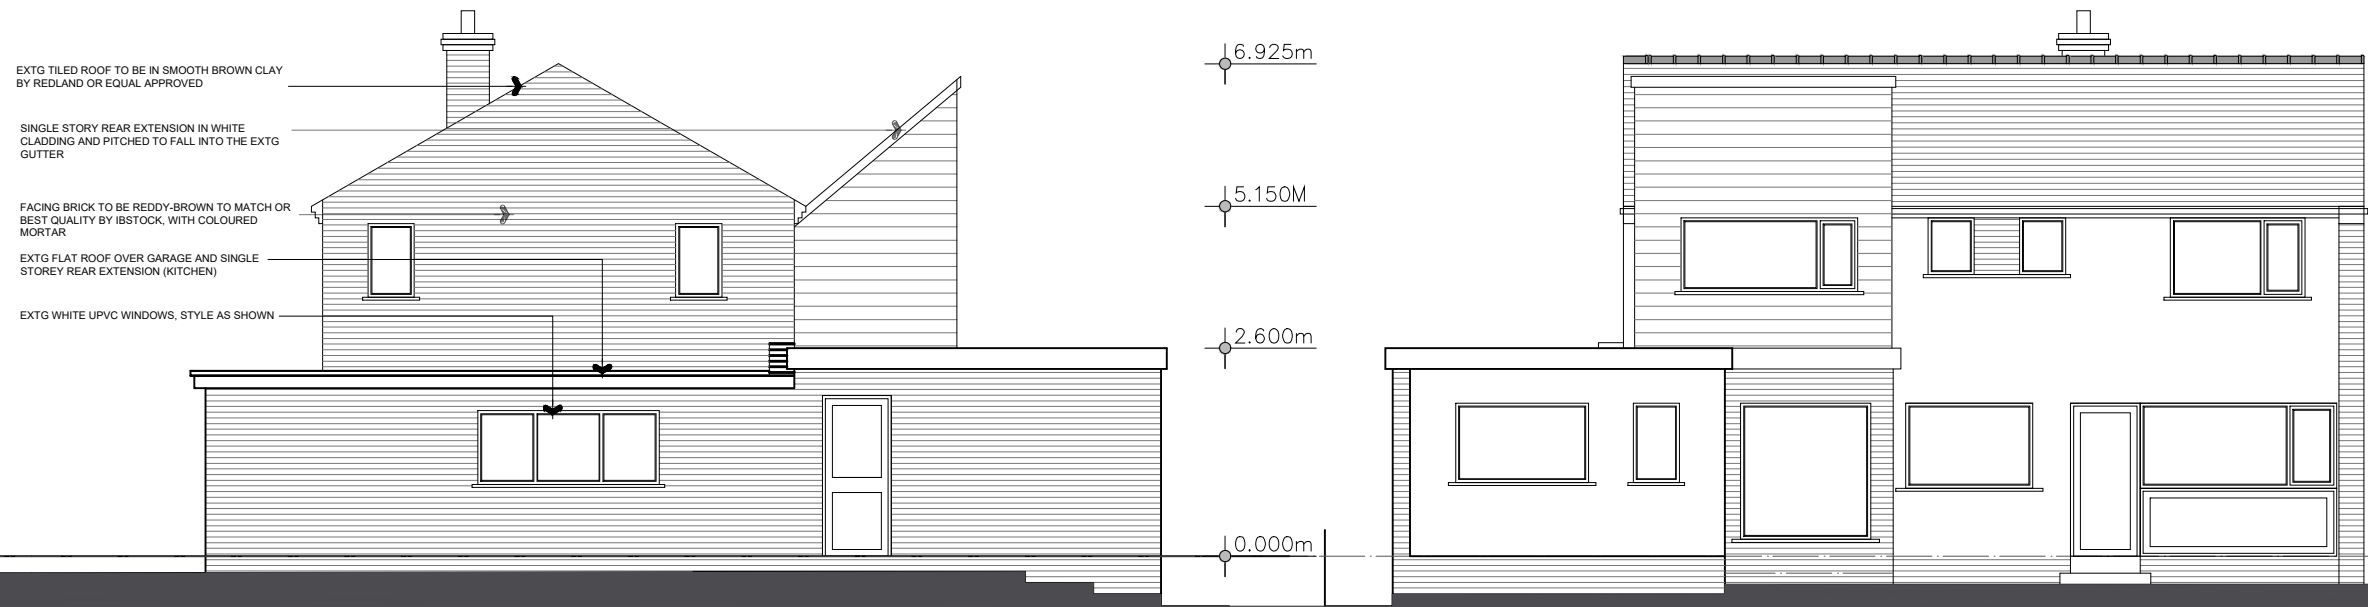 EXTG TILED ROOF TO BE IN SMOOTH BROWN CLAY
BY REDLAND OR EQUAL APPROVED
SINGLE STORY REAR EXTENSION IN WHITE
CLADDING AND PITCHED TO FALL INTO THE EXTG
GUTTER
FACING BRICK TO BE REDDY-BROWN TO MATCH OR
BEST QUALITY BY IBSTOCK, WITH COLOURED
MORTAR
EXTG FLAT ROOF OVER GARAGE AND SINGLE
STOREY REAR EXTENSION (KITCHEN)
EXTG WHITE UPVC WINDOWS, STYLE AS SHOWN
6.925m
5.150M
2.600m
0.000m